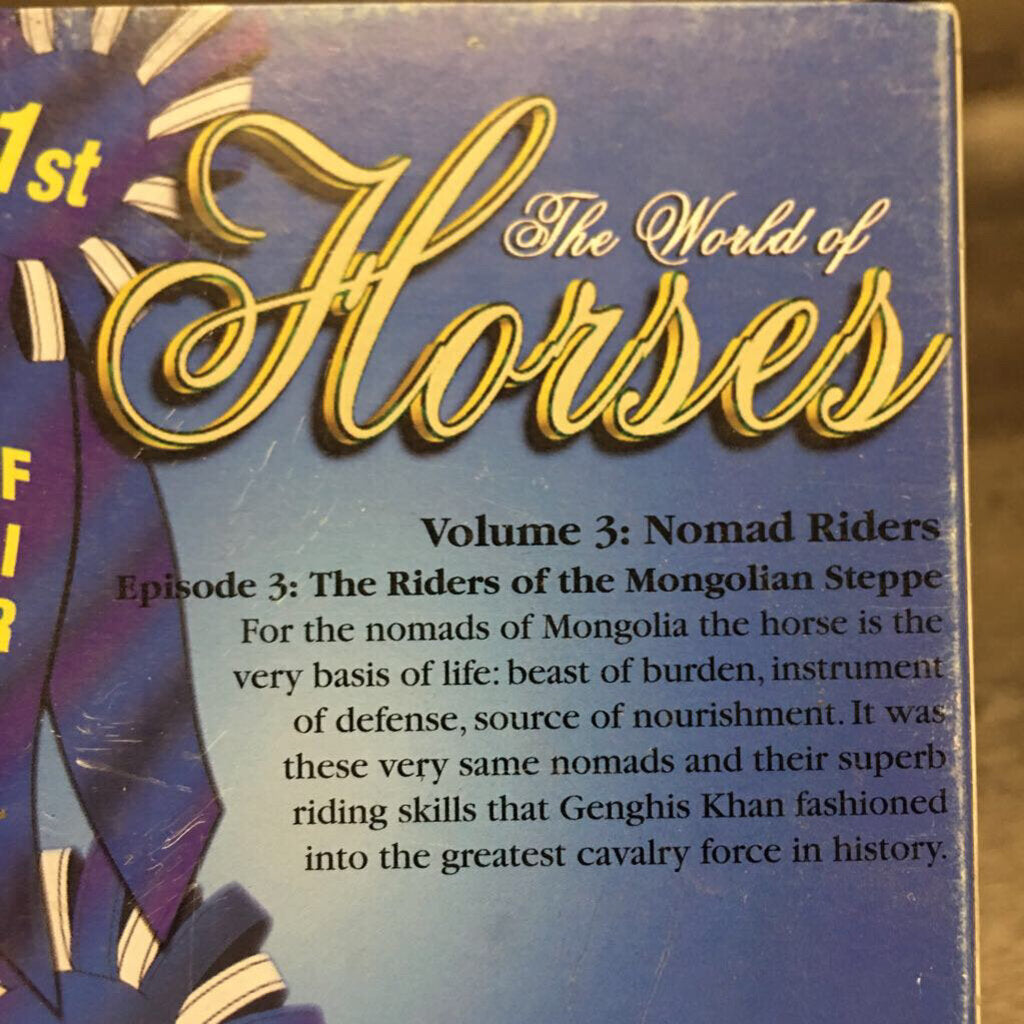 1st
The World of
Horses
F
I
R
Volume 3: Nomad Riders
Episode 3: The Riders of the Mongolian Steppe
For the nomads of Mongolia the horse is the
very basis of life: beast of burden, instrument
of defense, source of nourishment. It was
these very same nomads and their superb
riding skills that Genghis Khan fashioned
into the greatest cavalry force in history.